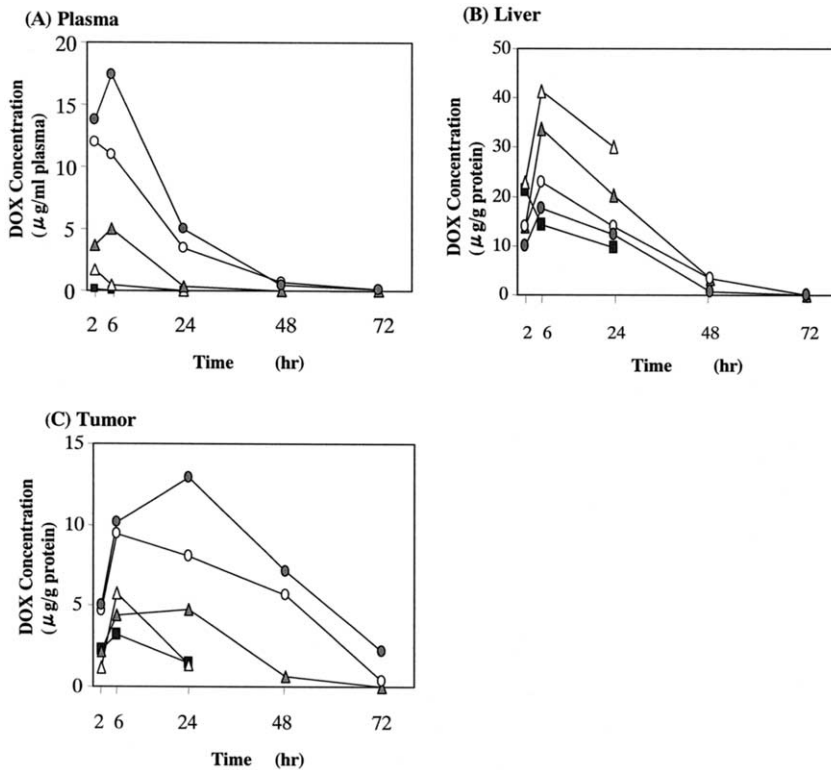 (A) Plasma
20
15
10
5
0
DOX Concentration
(μg/ml plasma)
2 6 24 48 72
Time (hr)
(B) Liver
50
40
30
20
10
0
DOX Concentration
(μg/g protein)
2 6 24 48 72
Time (hr)
(C) Tumor
15
10
5
0
DOX Concentration
(μg/g protein)
2 6 24 48 72
Time (hr)